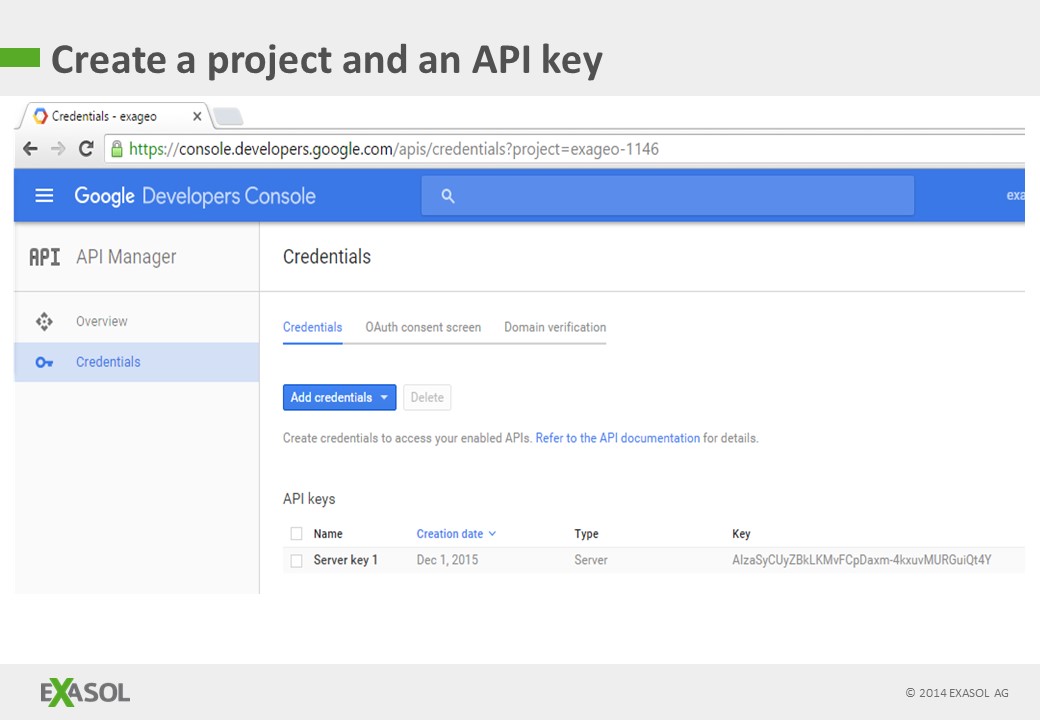 Create a project and an API key
Credentials - exageo
https://console.developers.google.com/apis/credentials?project=exageo-1146
Google Developers Console
exa
API API Manager
Credentials
Overview
Credentials
Credentials OAuth consent screen Domain verification
Add credentials Delete
Create credentials to access your enabled APIs. Refer to the API documentation for details.
API keys
Name Creation date Type Key
Server key 1 Dec 1, 2015 Server AIzaSyCUyZBkLKMvFCpDaxm-4kxuvMURGuiQt4Y
EXASOL
© 2014 EXASOL AG